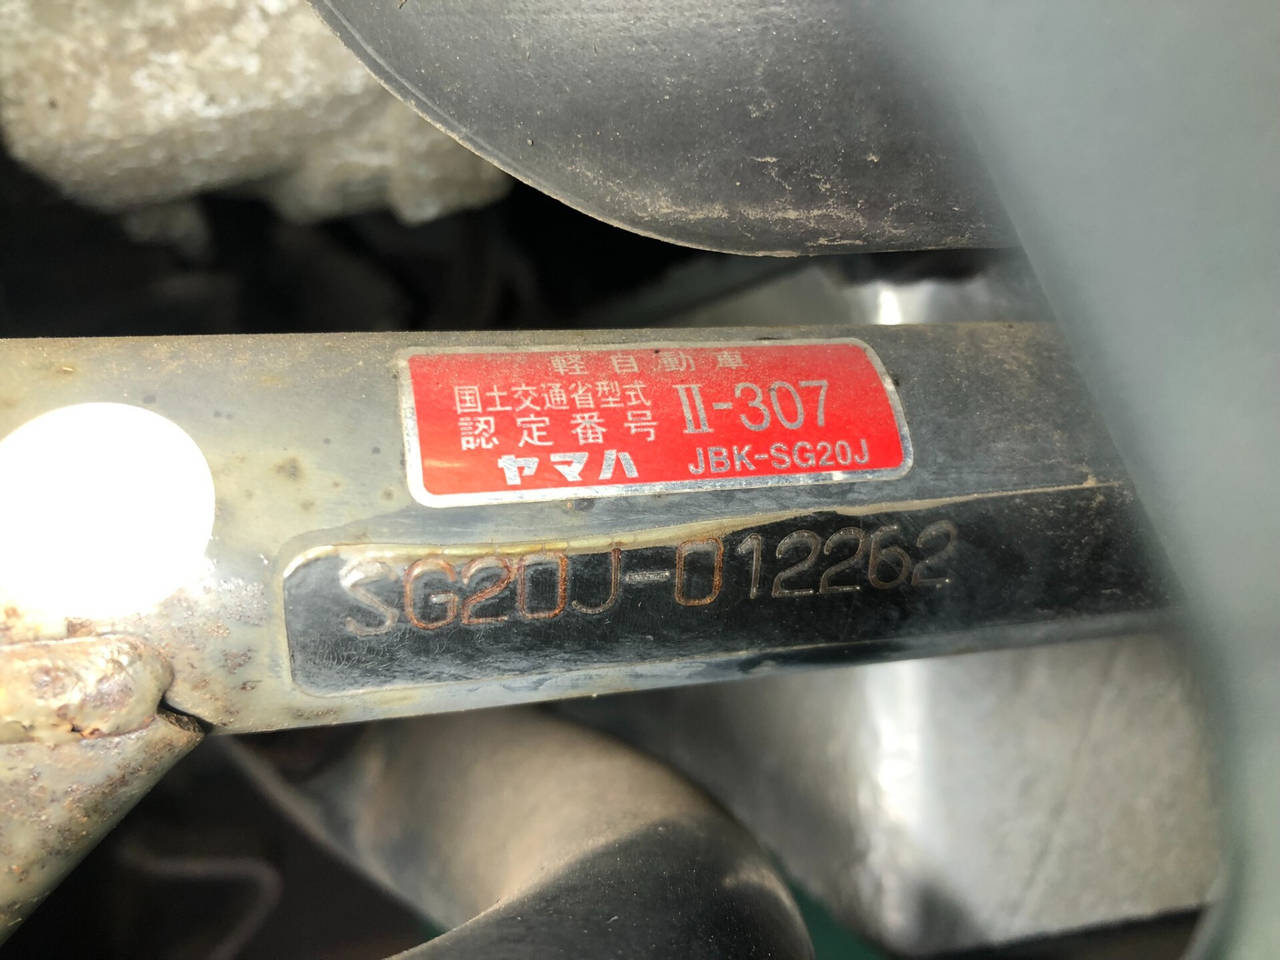 軽自動車
国土交通省型式
認定番号 Ⅱ-307
ヤマハ JBK-SG20J
SG20J-012262